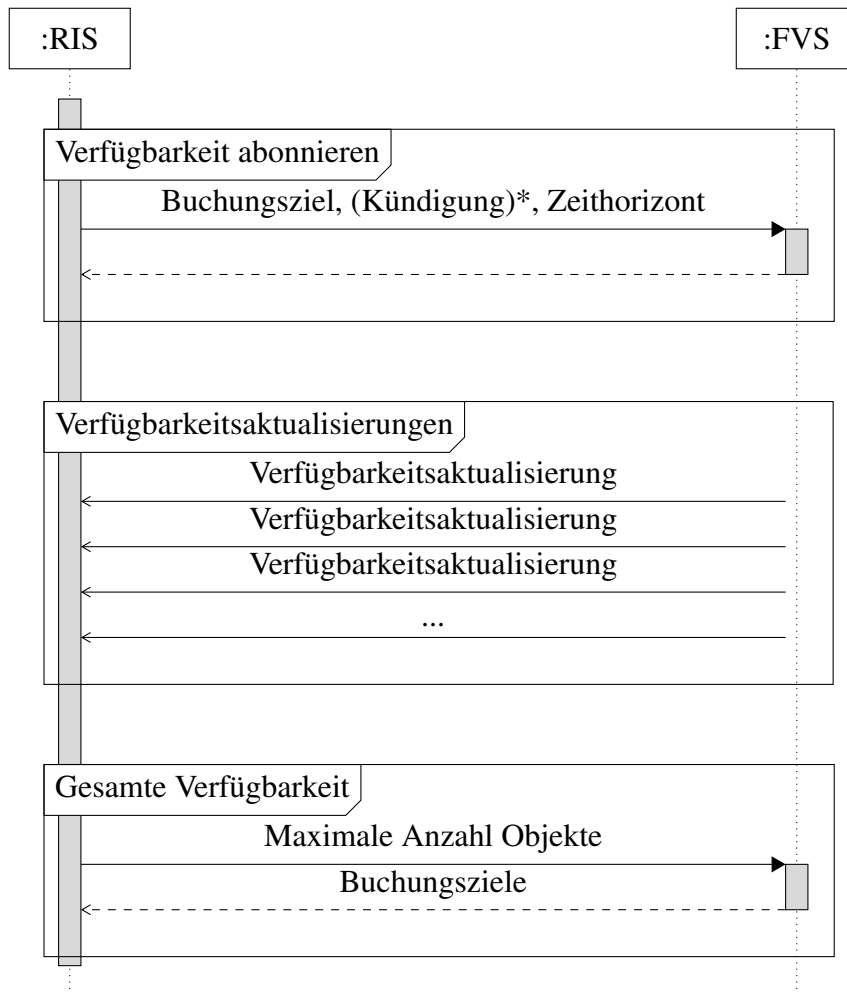 :RIS
:FVS
Verfügbarkeit abonnieren
Buchungsziel, (Kündigung)*, Zeithorizont
Verfügbarkeitsaktualisierungen
Verfügbarkeitsaktualisierung
Verfügbarkeitsaktualisierung
Verfügbarkeitsaktualisierung
...
Gesamte Verfügbarkeit
Maximale Anzahl Objekte
Buchungsziele